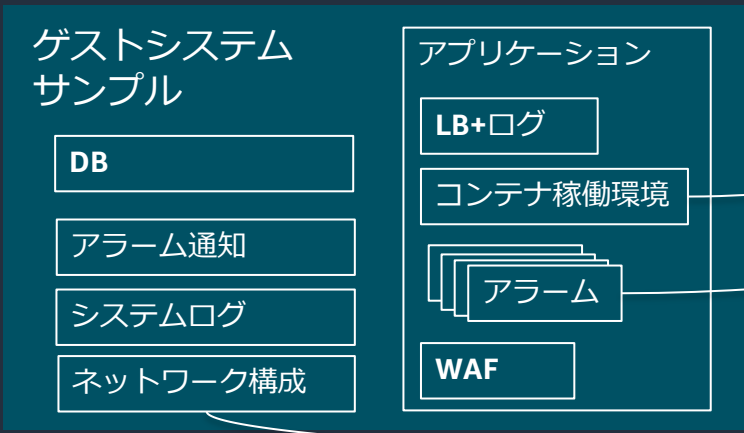 ゲストシステム
サンプル
DB
アラーム通知
システムログ
ネットワーク構成
アプリケーション
LB+ログ
コンテナ稼働環境
アラーム
WAF